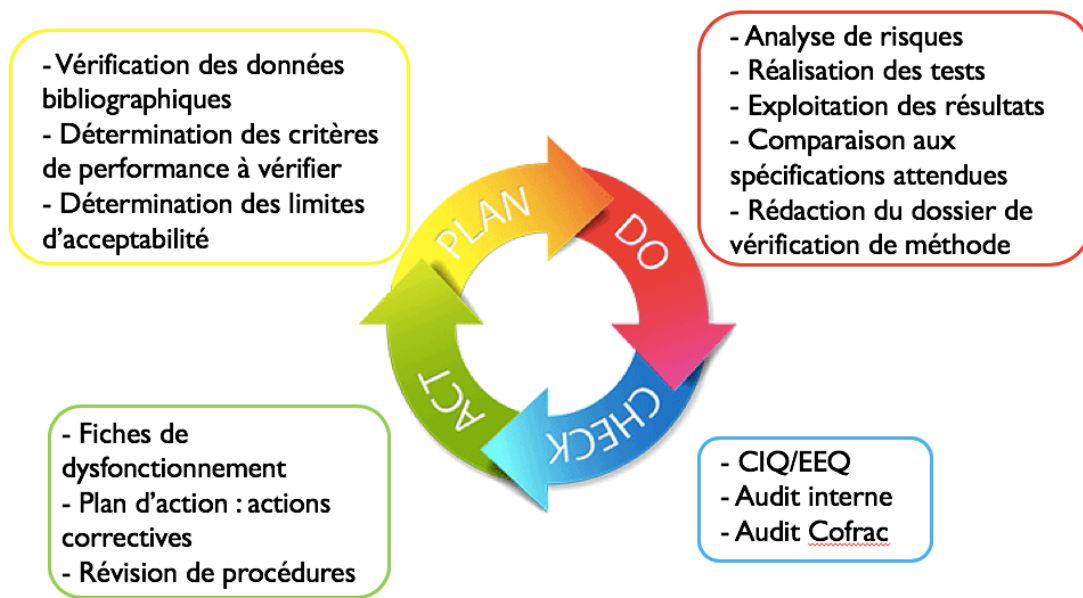 - Vérification des données
bibliographiques
- Détermination des critères
de performance à vérifier
- Détermination des limites
d'acceptabilité
- Analyse de risques
- Réalisation des tests
- Exploitation des résultats
- Comparaison aux
spécifications attendues
- Rédaction du dossier de
vérification de méthode
PLAN
DO
CHECK
ACT
- Fiches de
dysfonctionnement
- Plan d'action : actions
correctives
- Révision de procédures
- CIQ/EEQ
- Audit interne
- Audit Cofrac